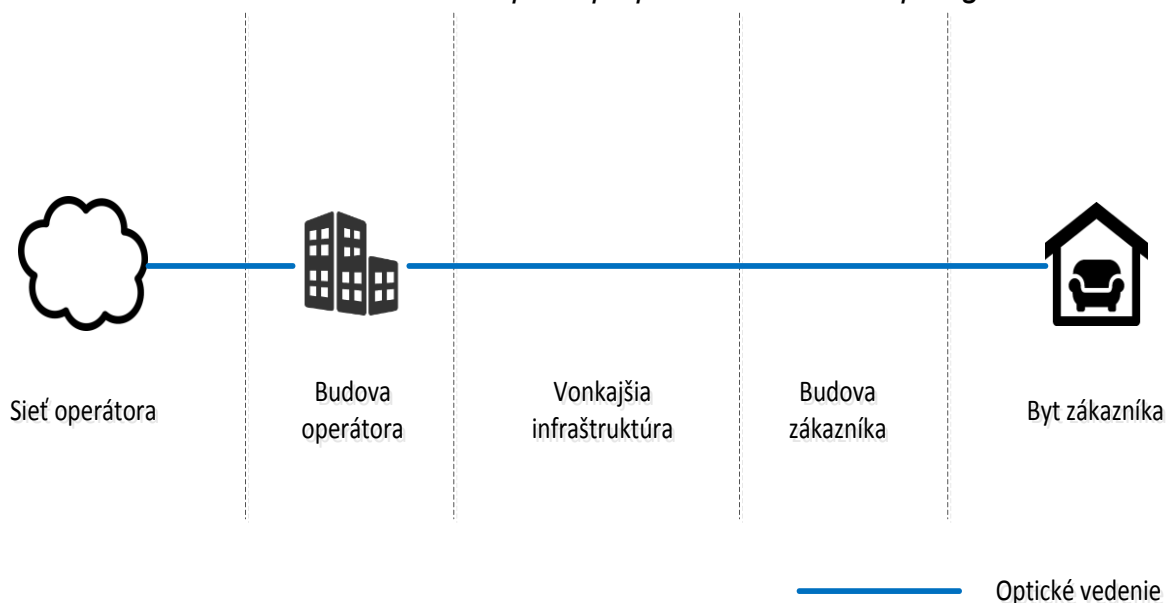 Sieť operátora
Budova
operátora
Vonkajšia
infraštruktúra
Budova
zákazníka
Byt zákazníka
Optické vedenie